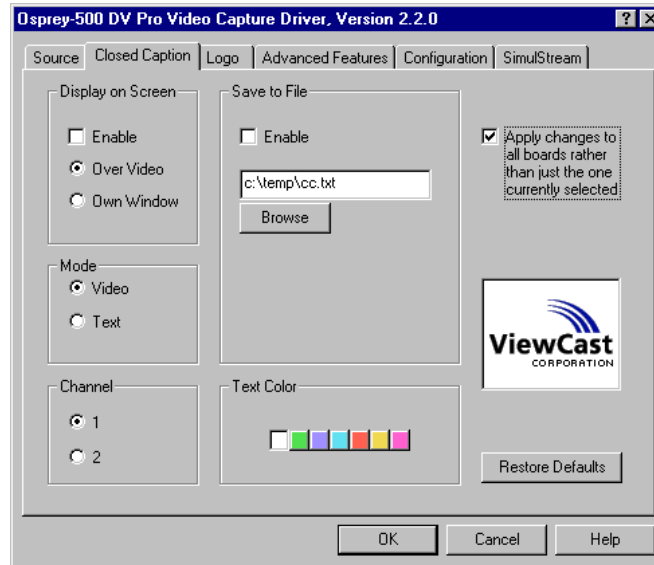 Osprey-500 DV Pro Video Capture Driver, Version 2.2.0
Source
Closed Caption
Logo
Advanced Features
Configuration
SimulStream
Display on Screen
Enable
Over Video
Own Window
Save to File
Enable
c:\temp\cc.txt
Browse
Apply changes to
all boards rather
than just the one
currently selected
Mode
Video
Text
ViewCast
CORPORATION
Channel
1
2
Text Color
Restore Defaults
OK
Cancel
Help